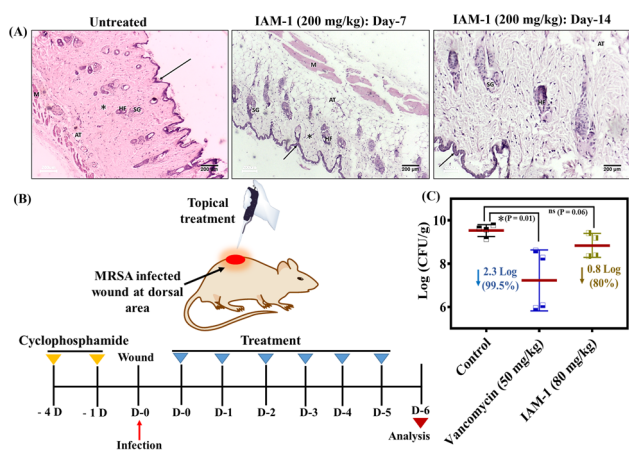 (A)
Untreated
IAM-1 (200 mg/kg): Day-7
IAM-1 (200 mg/kg): Day-14
M
*
HF
SG
AT
200 µm
M
SG
AT
*
HF
200 µm
AT
SG
HF
200 µm
(B)
Topical
treatment
MRSA infected
wound at dorsal
area
Cyclophosphamide
Wound
Treatment
- 4 D
- 1 D
D-0
D-0
D-1
D-2
D-3
D-4
D-5
D-6
Infection
Analysis
(C)
Log (CFU/g)
10
8
6
* (P = 0.01)
ns (P = 0.06)
2.3 Log
(99.5%)
0.8 Log
(80%)
Control
Vancomycin (50 mg/kg)
IAM-1 (80 mg/kg)